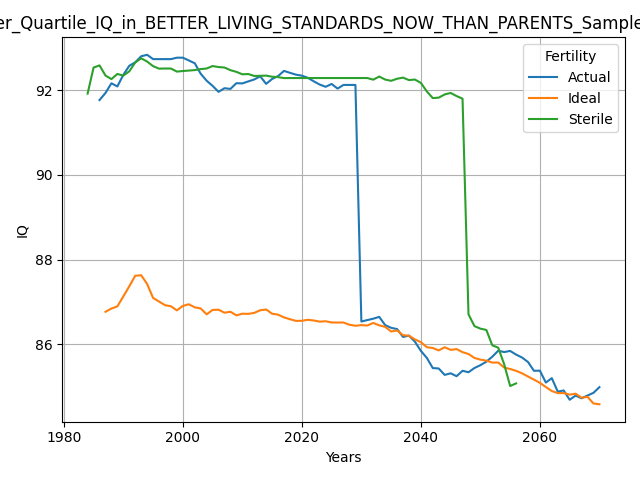 er_Quartile_IQ_in_BETTER_LIVING_STANDARDS_NOW_THAN_PARENTS_Sample
Fertility
Actual
Ideal
Sterile
92
90
88
86
IQ
1980
2000
2020
2040
2060
Years